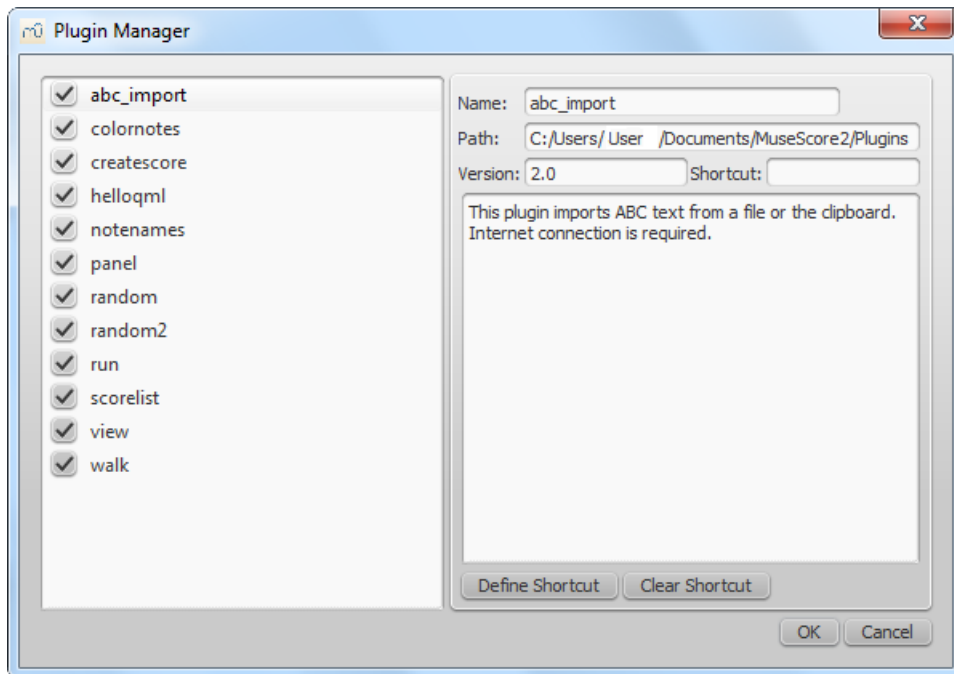 Plugin Manager
abc_import
colornotes
createscore
helloqml
notenames
panel
random
random2
run
scorelist
view
walk
Name: abc_import
Path: C:/Users/ User /Documents/MuseScore2/Plugins
Version: 2.0 Shortcut:
This plugin imports ABC text from a file or the clipboard.
Internet connection is required.
Define Shortcut Clear Shortcut
OK Cancel